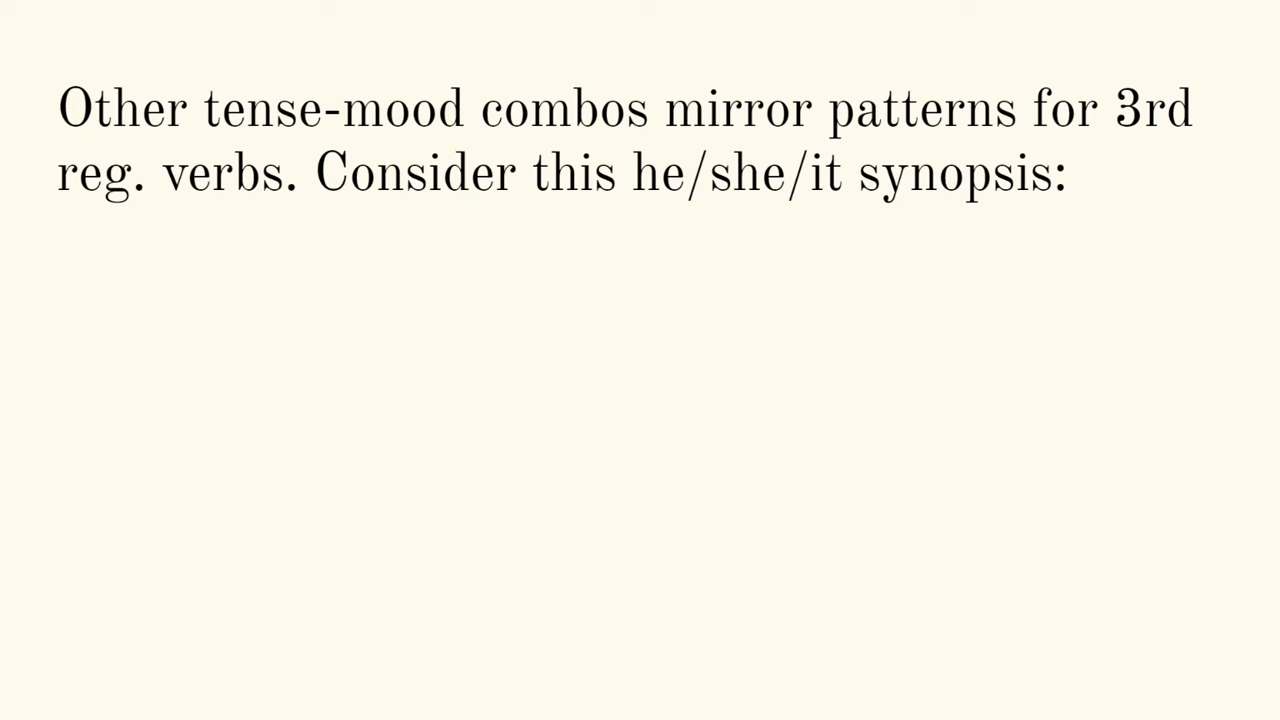 Other tense-mood combos mirror patterns for 3rd
reg. verbs. Consider this he/she/it synopsis: